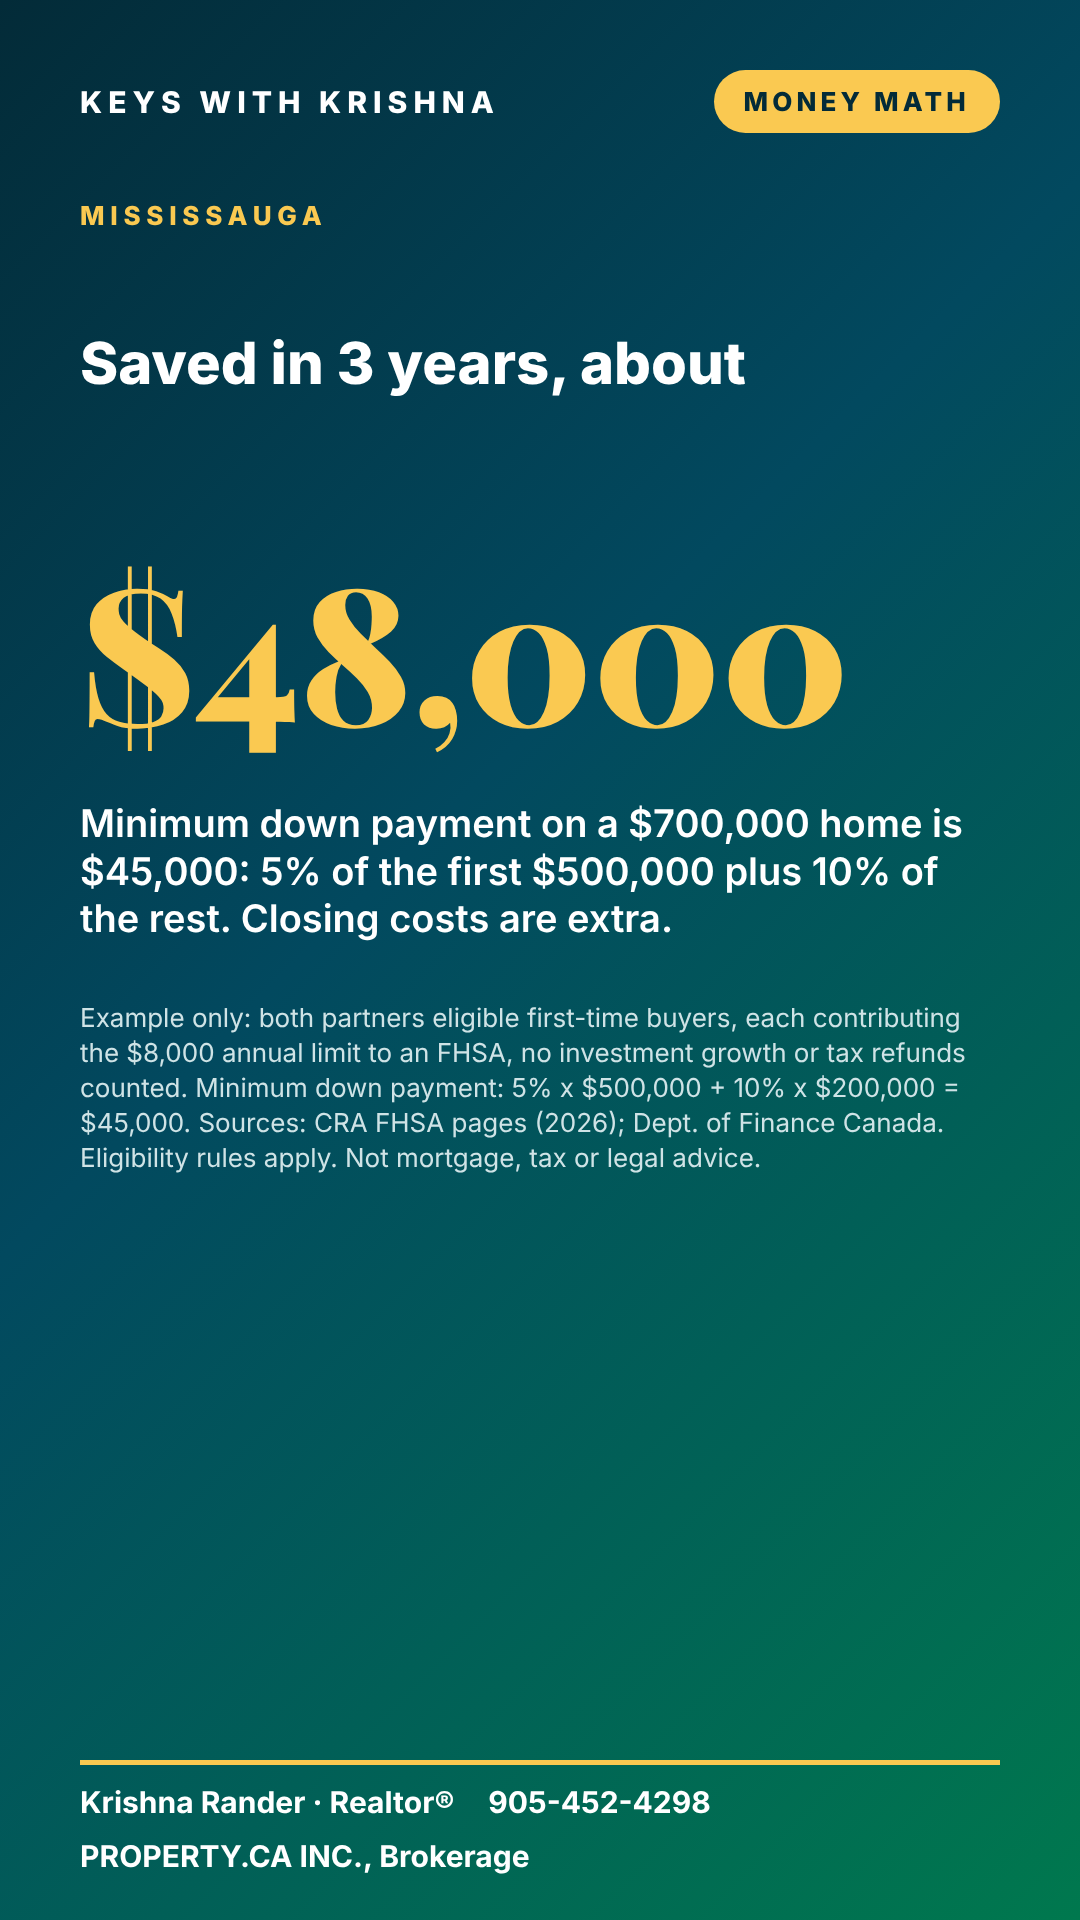 KEYS WITH KRISHNA
MONEY MATH
MISSISSAUGA
Saved in 3 years, about
$48,000
Minimum down payment on a $700,000 home is
$45,000: 5% of the first $500,000 plus 10% of
the rest. Closing costs are extra.
Example only: both partners eligible first-time buyers, each contributing
the $8,000 annual limit to an FHSA, no investment growth or tax refunds
counted. Minimum down payment: 5% x $500,000 + 10% x $200,000 =
$45,000. Sources: CRA FHSA pages (2026); Dept. of Finance Canada.
Eligibility rules apply. Not mortgage, tax or legal advice.
Krishna Rander · Realtor® 905-452-4298
PROPERTY.CA INC., Brokerage